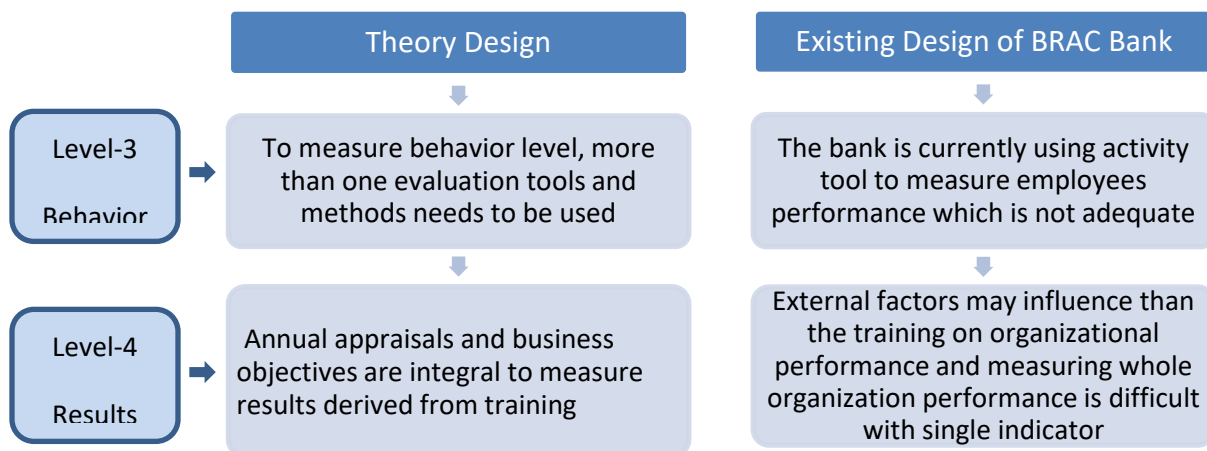 Theory Design
Existing Design of BRAC Bank
Level-3
Behavior
To measure behavior level, more
than one evaluation tools and
methods needs to be used
The bank is currently using activity
tool to measure employees
performance which is not adequate
Level-4
Results
Annual appraisals and business
objectives are integral to measure
results derived from training
External factors may influence than
the training on organizational
performance and measuring whole
organization performance is difficult
with single indicator